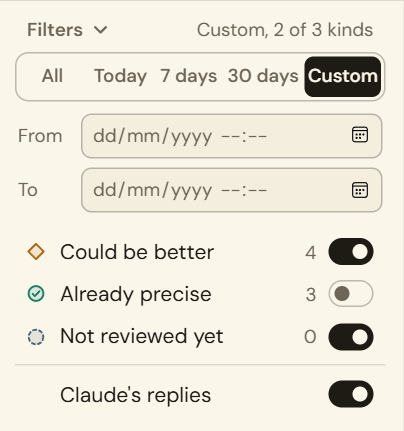 Filters Custom, 2 of 3 kinds
All Today 7 days 30 days Custom
From dd/mm/yyyy --:--
To dd/mm/yyyy --:--
Could be better 4
Already precise 3
Not reviewed yet 0
Claude's replies